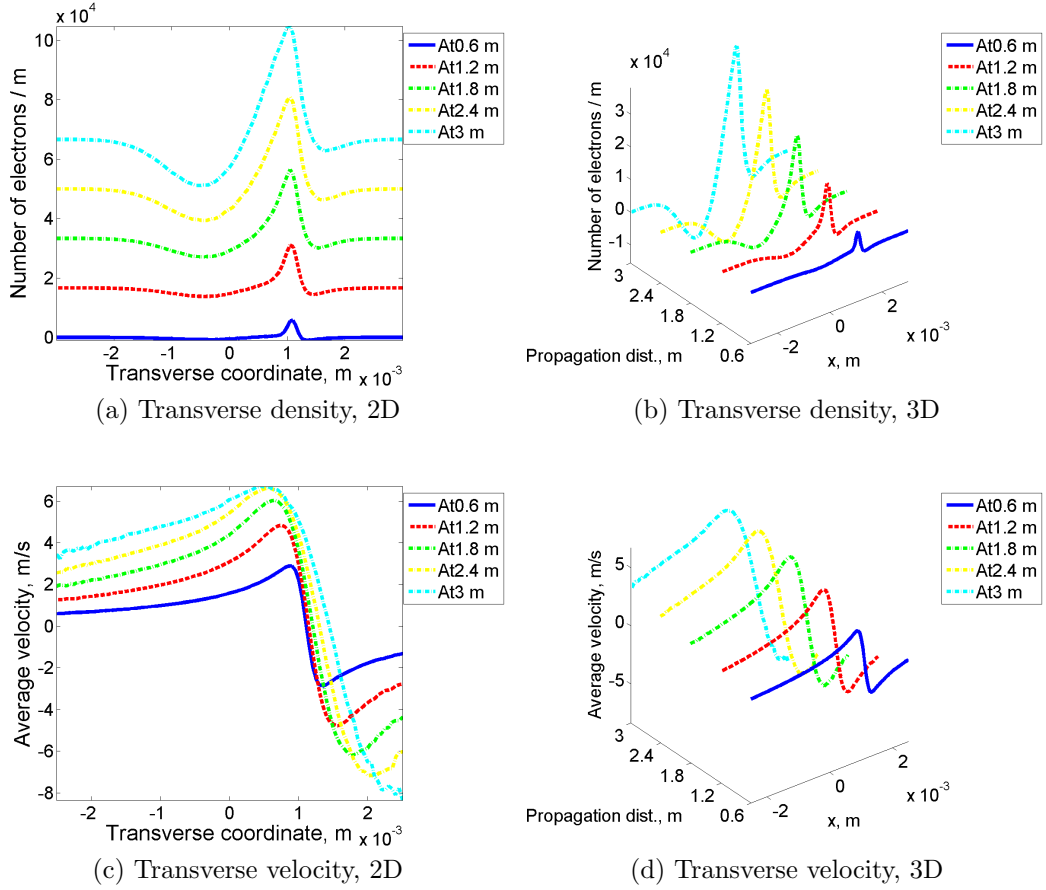 x 10^4
Number of electrons / m
10
8
6
4
2
0
-2
-1
0
1
2
Transverse coordinate, m
x 10^-3
At0.6 m
At1.2 m
At1.8 m
At2.4 m
At3 m
(a) Transverse density, 2D
x 10^4
Number of electrons / m
3
2
1
0
-1
3
2.4
1.8
1.2
0.6
Propagation dist., m
-2
0
2
x 10^-3
x, m
At0.6 m
At1.2 m
At1.8 m
At2.4 m
At3 m
(b) Transverse density, 3D
Average velocity, m/s
6
4
2
0
-2
-4
-6
-8
-2
-1
0
1
2
Transverse coordinate, m
x 10^-3
At0.6 m
At1.2 m
At1.8 m
At2.4 m
At3 m
(c) Transverse velocity, 2D
Average velocity, m/s
5
0
-5
3
2.4
1.8
1.2
0.6
Propagation dist., m
-2
0
2
x 10^-3
x, m
At0.6 m
At1.2 m
At1.8 m
At2.4 m
At3 m
(d) Transverse velocity, 3D